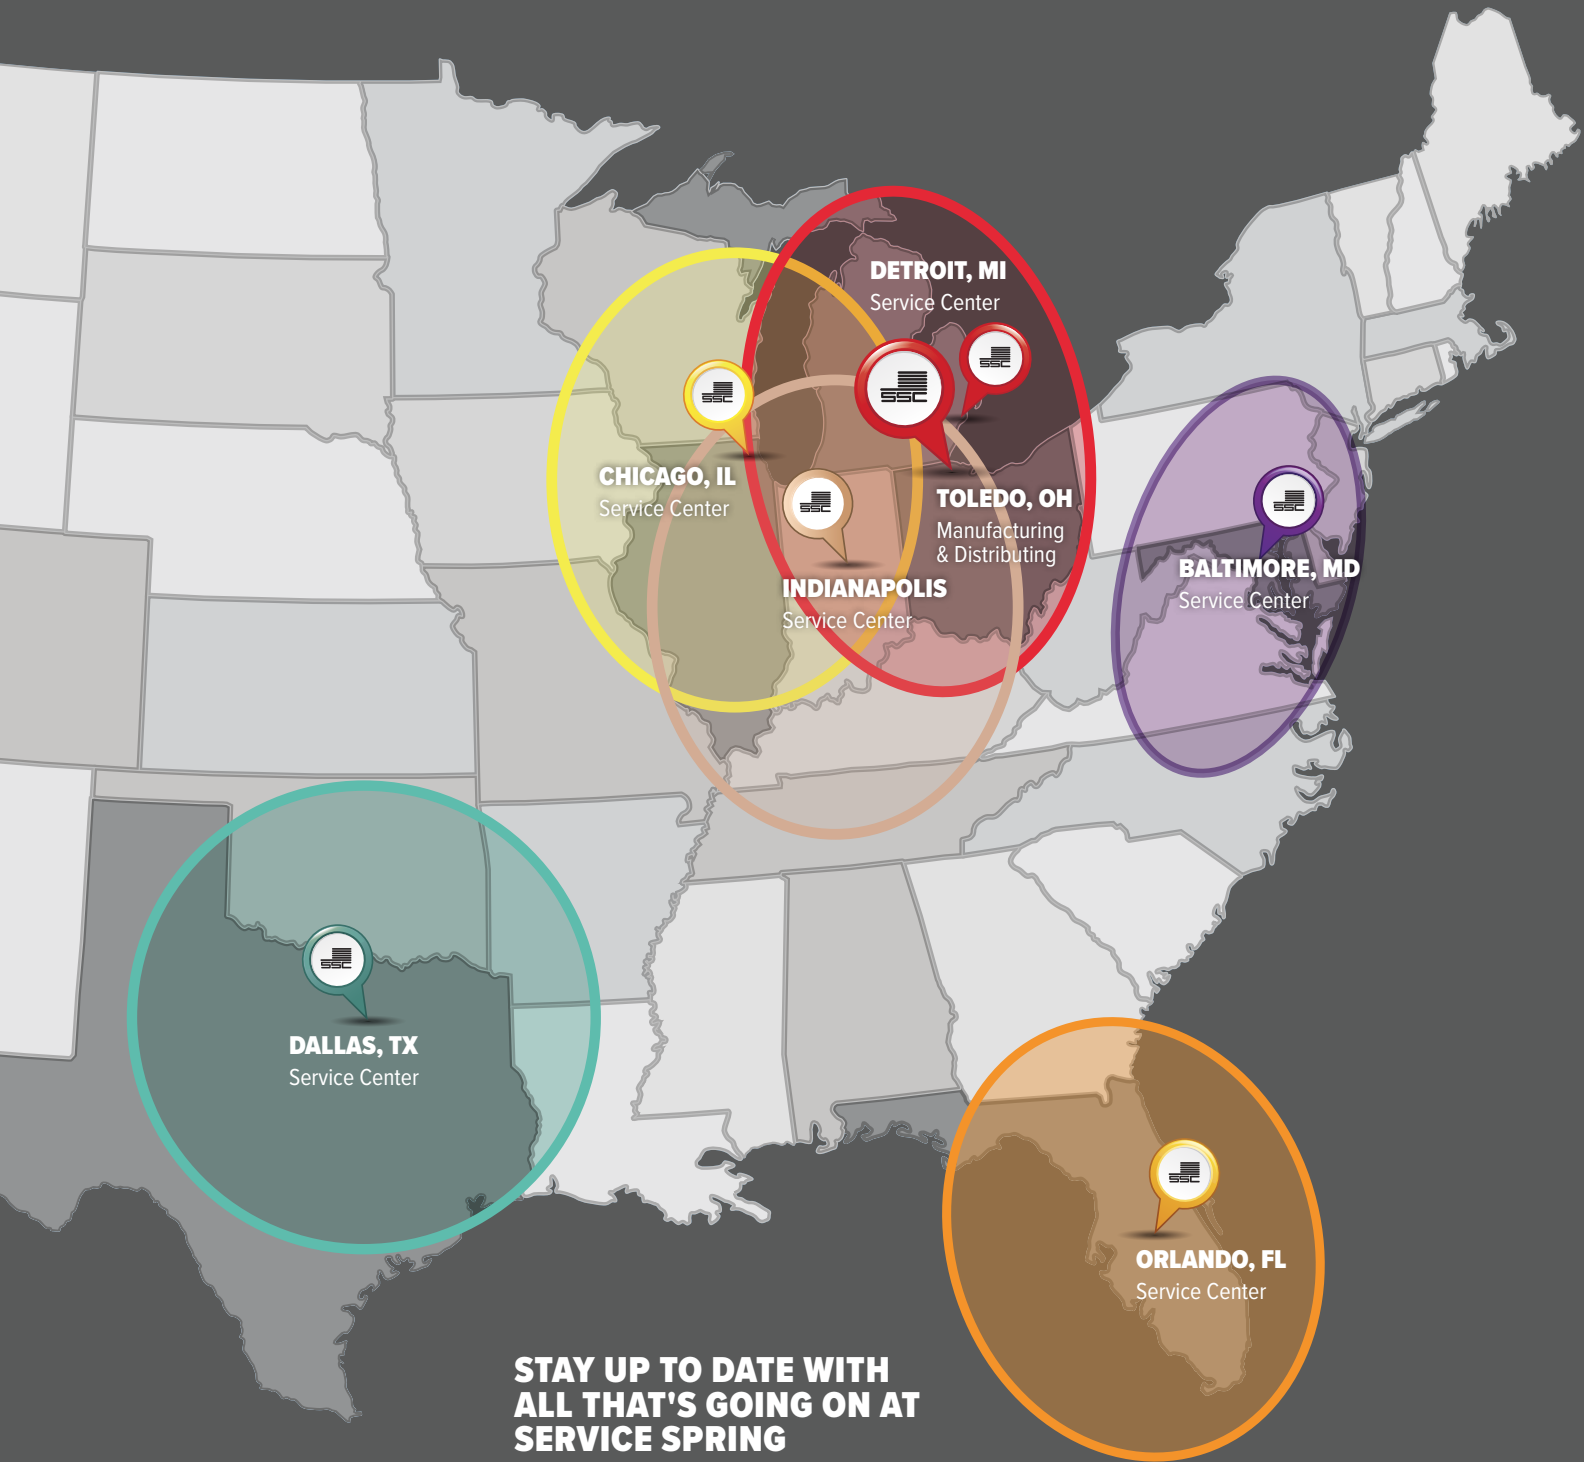 DETROIT, MI
Service Center
SSC
SSC
SSC
CHICAGO, IL
Service Center
SSC
TOLEDO, OH
Manufacturing
& Distributing
INDIANAPOLIS
Service Center
SSC
BALTIMORE, MD
Service Center
SSC
DALLAS, TX
Service Center
SSC
ORLANDO, FL
Service Center
STAY UP TO DATE WITH
ALL THAT'S GOING ON AT
SERVICE SPRING